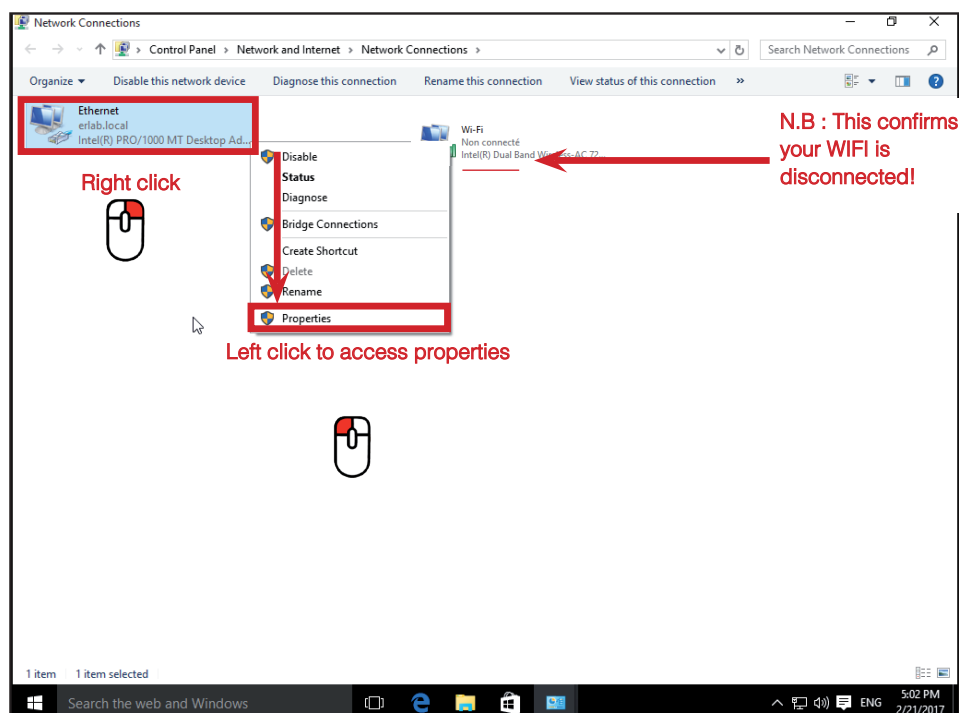 Network Connections
Control Panel > Network and Internet > Network Connections >
Search Network Connections
Organize Disable this network device Diagnose this connection Rename this connection View status of this connection »
Ethernet
erlab.local
Intel(R) PRO/1000 MT Desktop Ad...
Wi-Fi
Non connecté
Intel(R) Dual Band Wireless-AC 72...
N.B : This confirms
your WIFI is
disconnected!
Right click
Disable
Status
Diagnose
Bridge Connections
Create Shortcut
Delete
Rename
Properties
Left click to access properties
1 item 1 item selected
Search the web and Windows
ENG
5:02 PM
2/21/2017